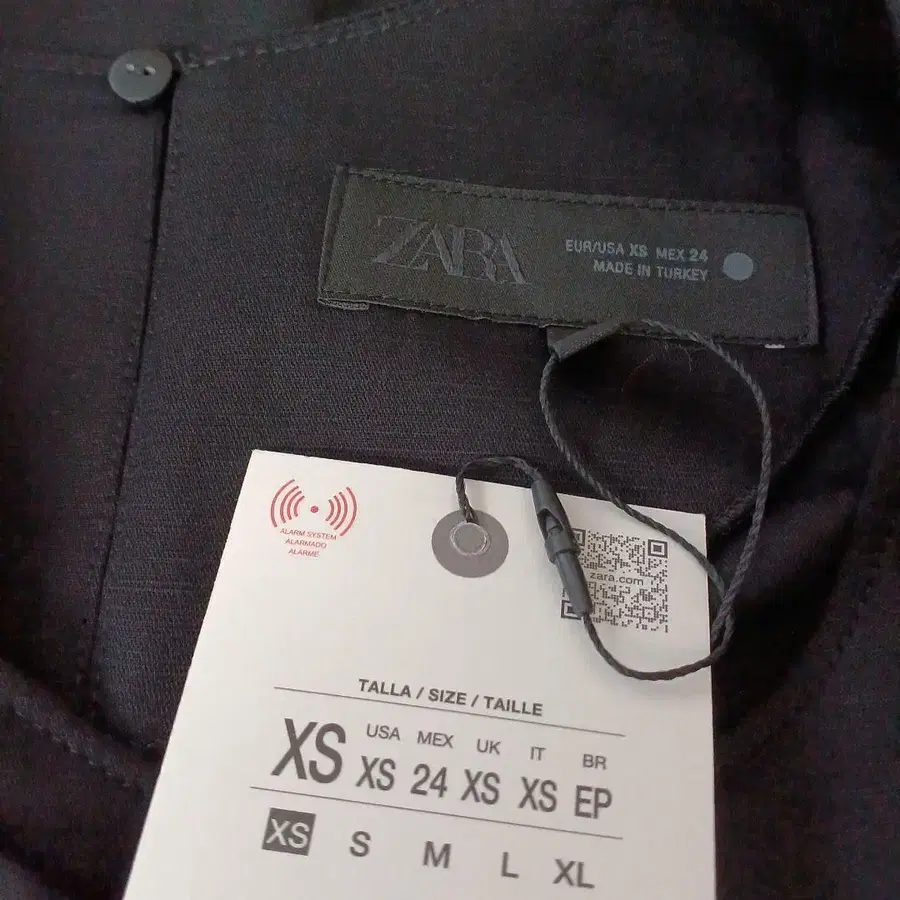 ZARA
EUR/USA XS MEX 24
MADE IN TURKEY
ALARM SYSTEM
ALARMADO
ALARME
zara.com
TALLA / SIZE / TAILLE
XS USA MEX UK IT BR
XS 24 XS XS EP
XS S M L XL